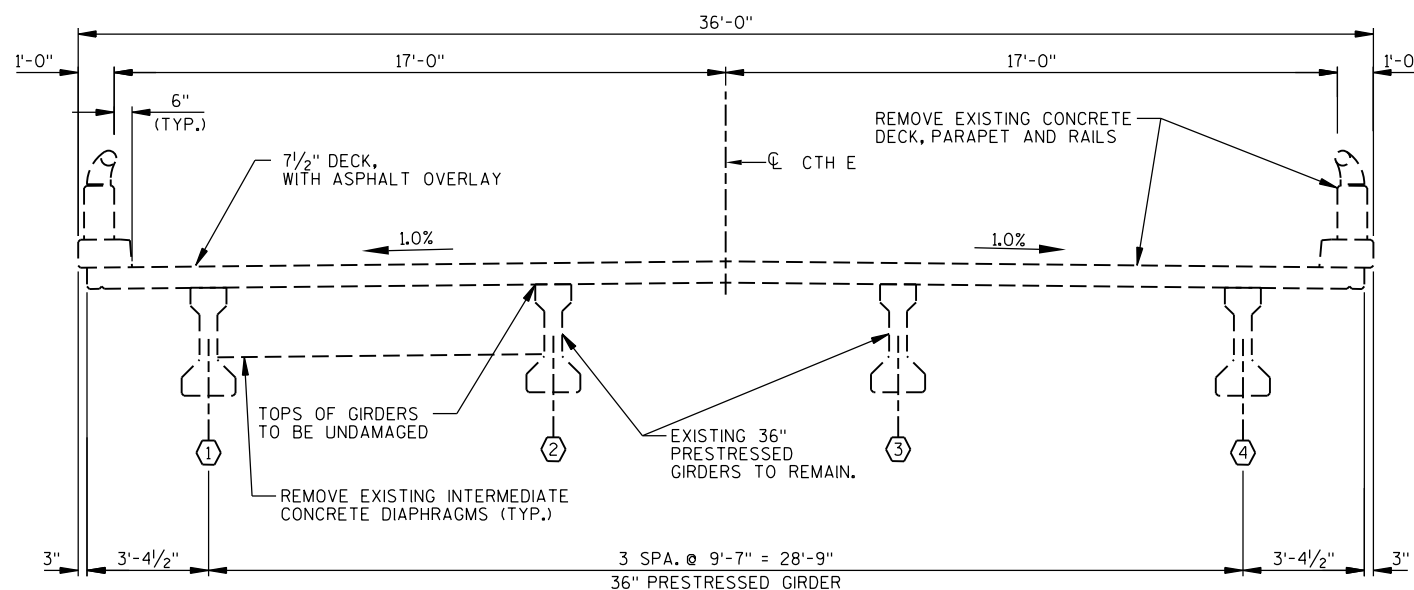 36'-0"
1'-0"
17'-0"
17'-0"
1'-0
6"
(TYP.)
REMOVE EXISTING CONCRETE
DECK, PARAPET AND RAILS
7½" DECK,
WITH ASPHALT OVERLAY
℄ CTH E
1.0%
1.0%
TOPS OF GIRDERS
TO BE UNDAMAGED
EXISTING 36"
PRESTRESSED
GIRDERS TO REMAIN.
1
2
3
4
REMOVE EXISTING INTERMEDIATE
CONCRETE DIAPHRAGMS (TYP.)
3"
3'-4½"
3 SPA. @ 9'-7" = 28'-9"
3'-4½"
3"
36" PRESTRESSED GIRDER